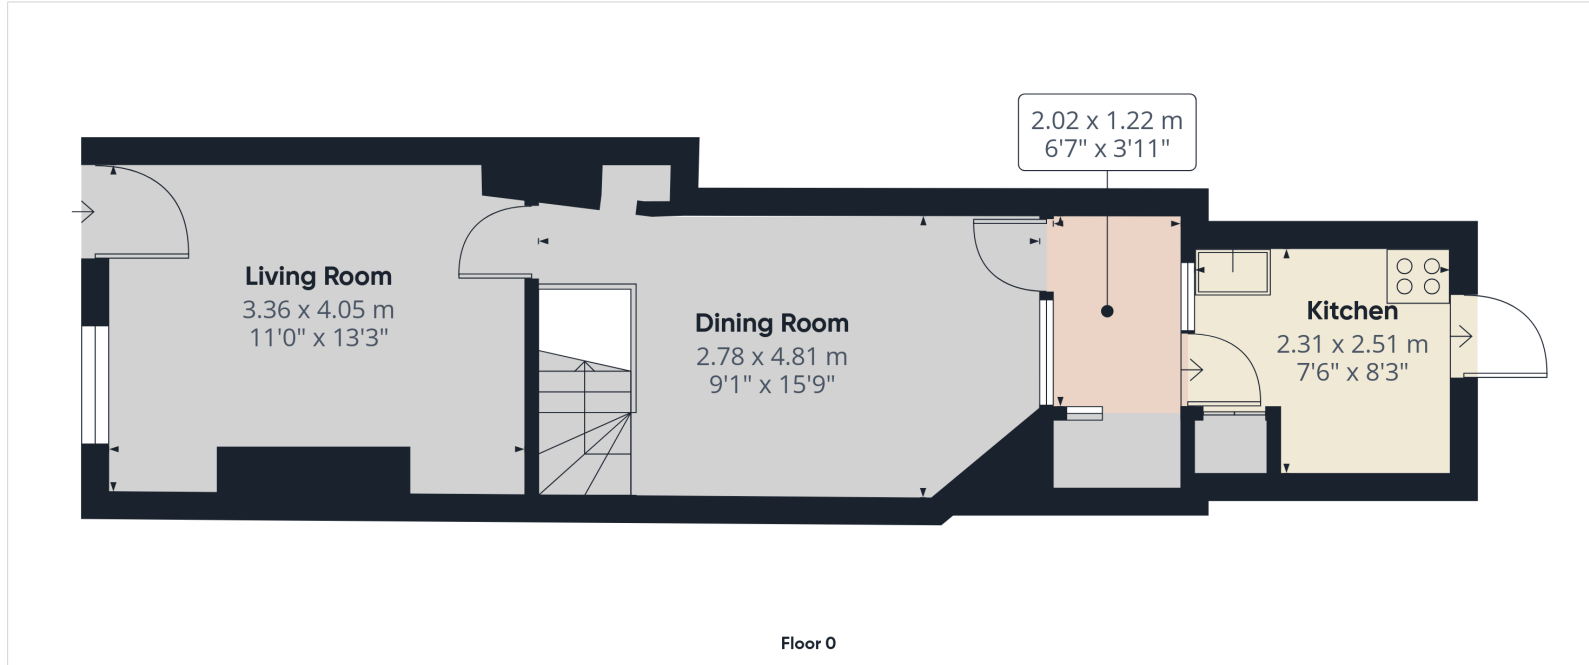 2.02 x 1.22 m
6'7" x 3'11"
Living Room
3.36 x 4.05 m
11'0" x 13'3"
Dining Room
2.78 x 4.81 m
9'1" x 15'9"
Kitchen
2.31 x 2.51 m
7'6" x 8'3"
Floor 0